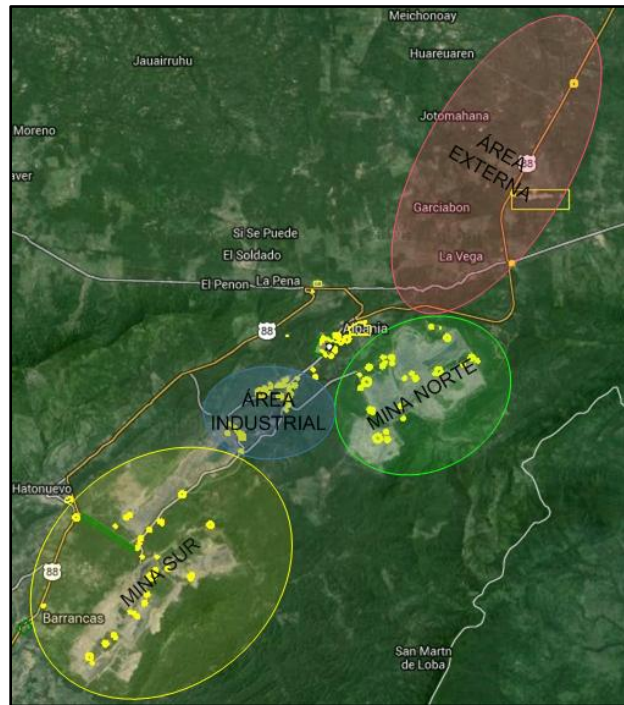 Meichonoay
Huareuaren
Jauairruhu
Jotomahana
Moreno
ÁREA
EXTERNA
88
aver
Garciabon
Si Se Puede
El Soldado
La Vega
El Penon
La Pena
88
Albania
MINA NORTE
ÁREA
INDUSTRIAL
Hatonuevo
MINA SUR
88
Barrancas
San Martn
de Loba